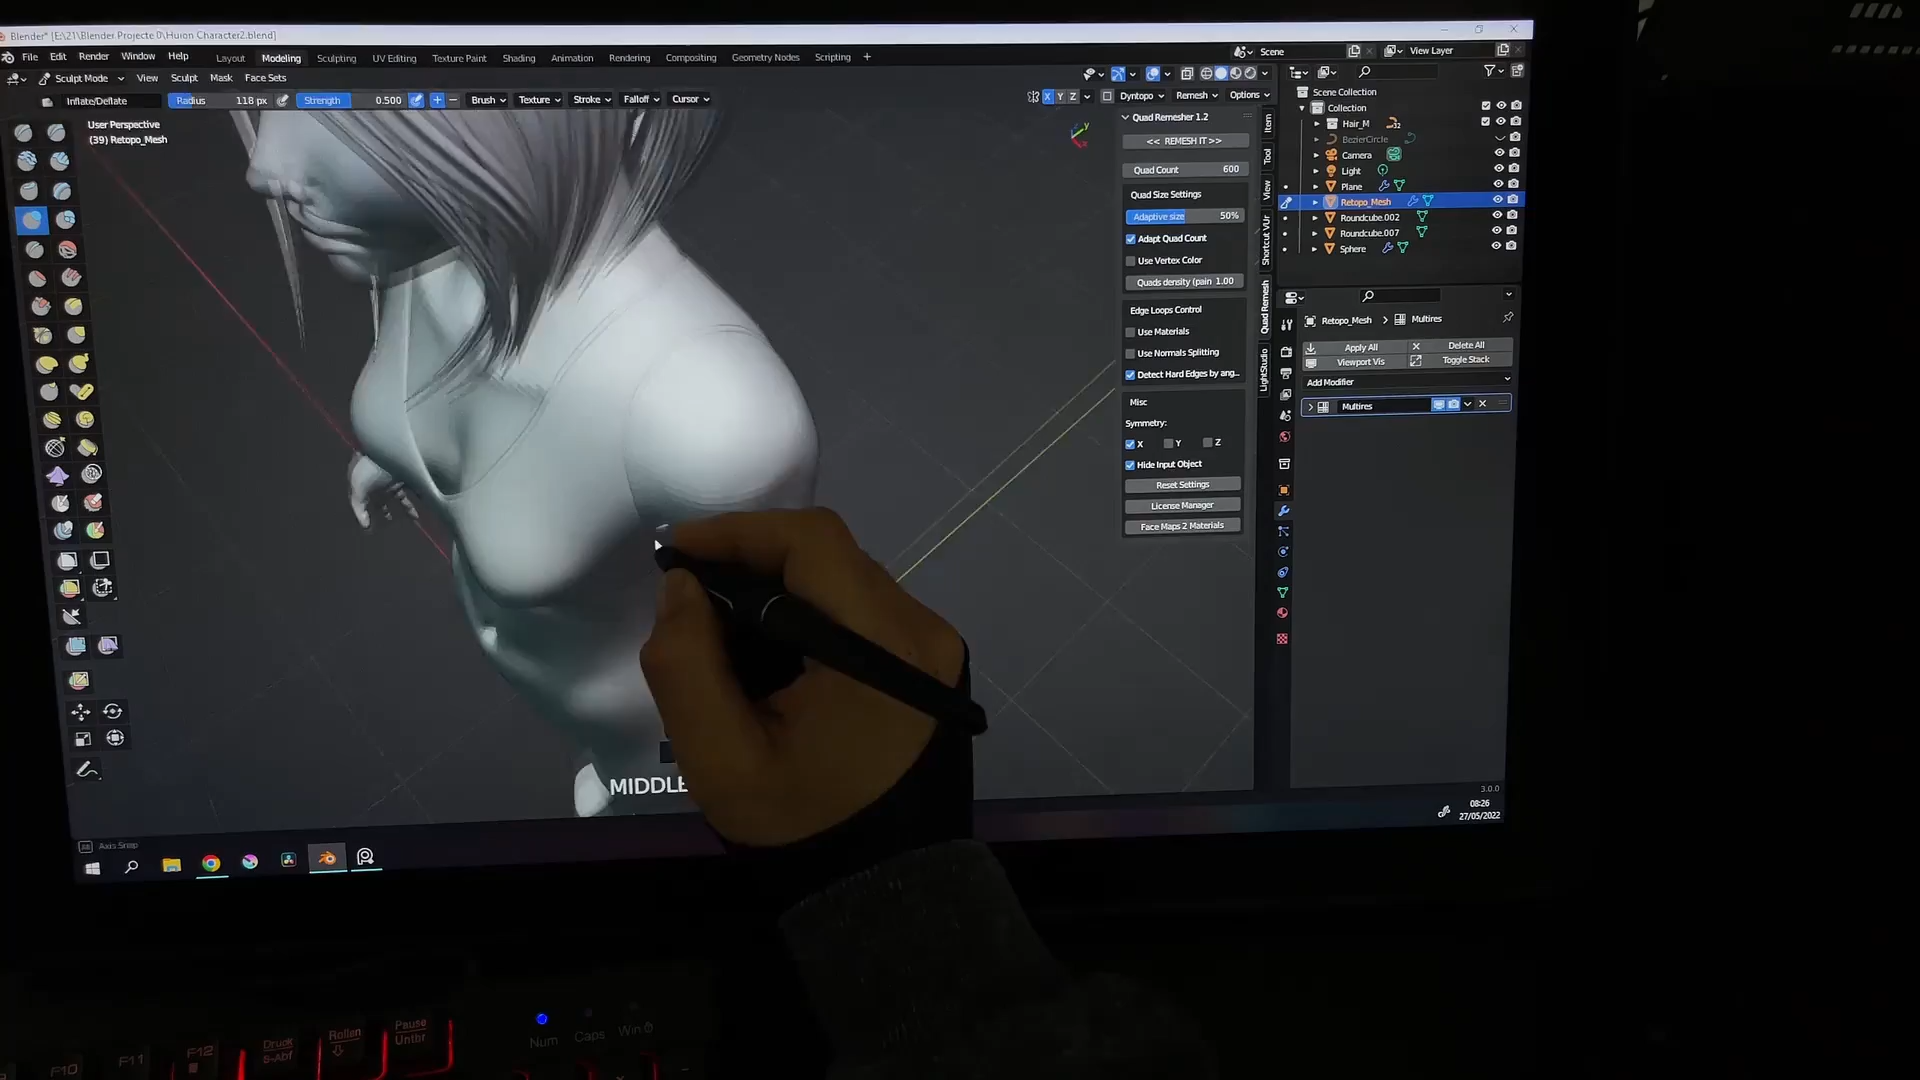 Blender* [E:\21\Blender Projecte 0\Huion Character2.blend]
File Edit Render Window Help
Layout Modeling Sculpting UV Editing Texture Paint Shading Animation Rendering Compositing Geometry Nodes Scripting +
Scene View Layer
Sculpt Mode View Sculpt Mask Face Sets
Inflate/Deflate Radius 118 px Strength 0.500 + − Brush Texture Stroke Falloff Cursor
X Y Z Dyntopo Remesh Options
User Perspective
(39) Retopo_Mesh
Quad Remesher 1.2
<< REMESH IT >>
Quad Count 600
Quad Size Settings
Adaptive size 50%
Adapt Quad Count
Use Vertex Color
Quads density (pain 1.00
Edge Loops Control
Use Materials
Use Normals Splitting
Detect Hard Edges by ang...
Misc
Symmetry:
X Y Z
Hide Input Object
Reset Settings
License Manager
Face Maps 2 Materials
Item
Tool
View
Shortcut VUr
Quad Remesh
LightStudio
Scene Collection
Collection
Hair_M
BezierCircle
Camera
Light
Plane
Retopo_Mesh
Roundcube.002
Roundcube.007
Sphere
Retopo_Mesh > Multires
Apply All Delete All
Viewport Vis Toggle Stack
Add Modifier
Multires
MIDDLE
3.0.0
08:26
27/05/2022
Axis Snap
F10
F11
F12
Druck
S-Abf
Rollen
Pause
Untbr
Num
Caps
Win